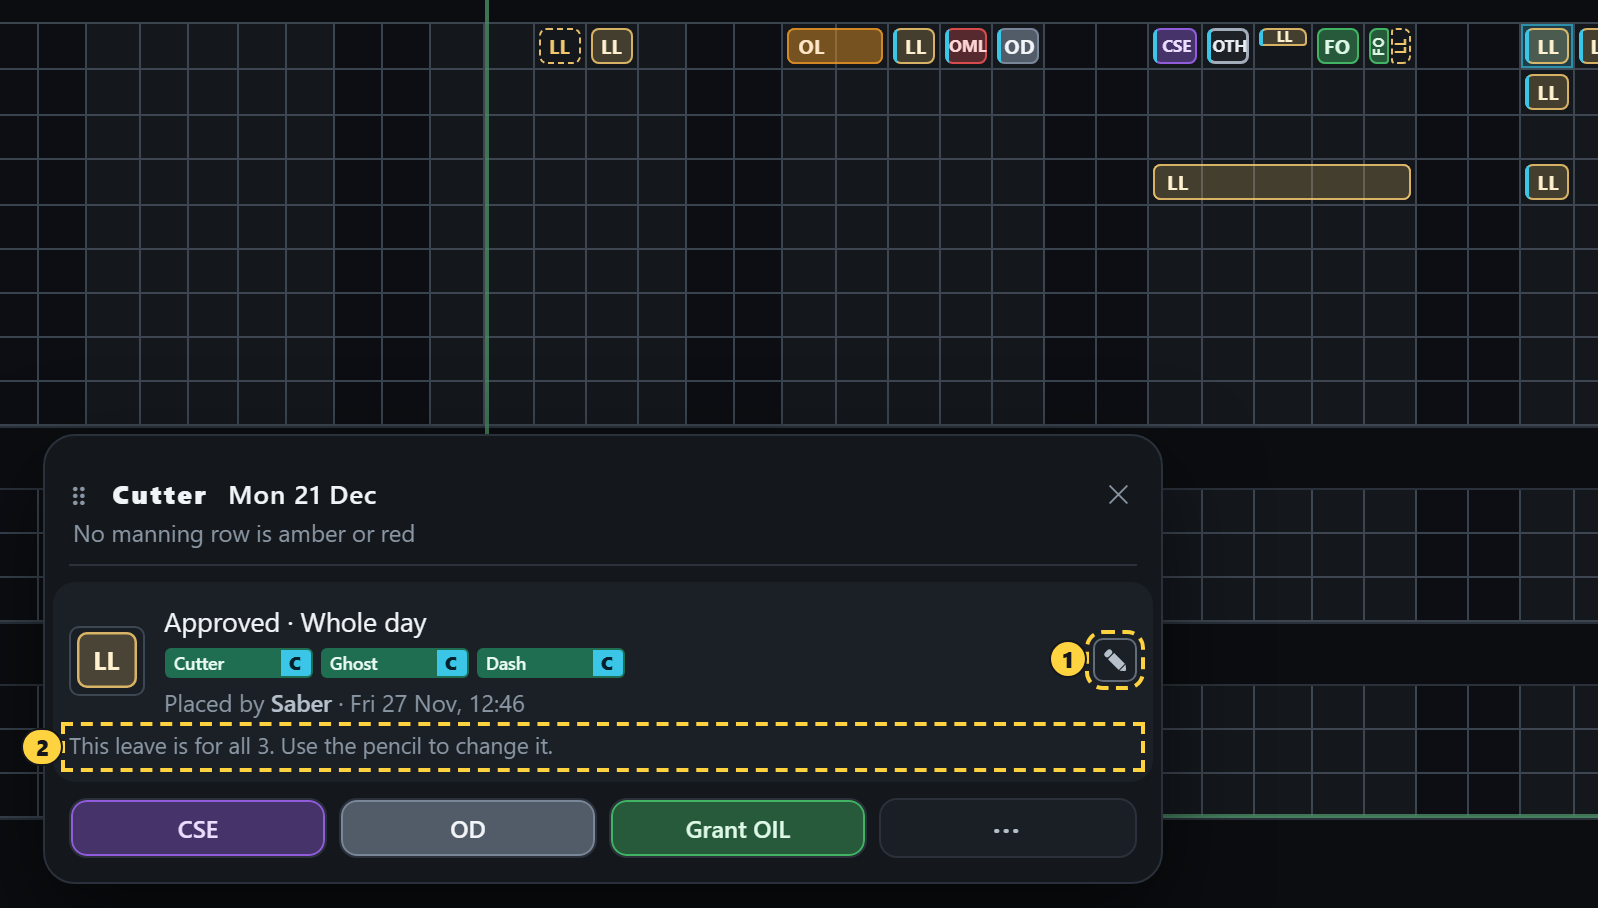 LL LL OL LL OML OD CSE OTH LL FO FO LL LL
LL
LL LL
Cutter Mon 21 Dec
No manning row is amber or red
LL
Approved · Whole day
Cutter C Ghost C Dash C
Placed by Saber · Fri 27 Nov, 12:46
1
2
This leave is for all 3. Use the pencil to change it.
CSE OD Grant OIL ...